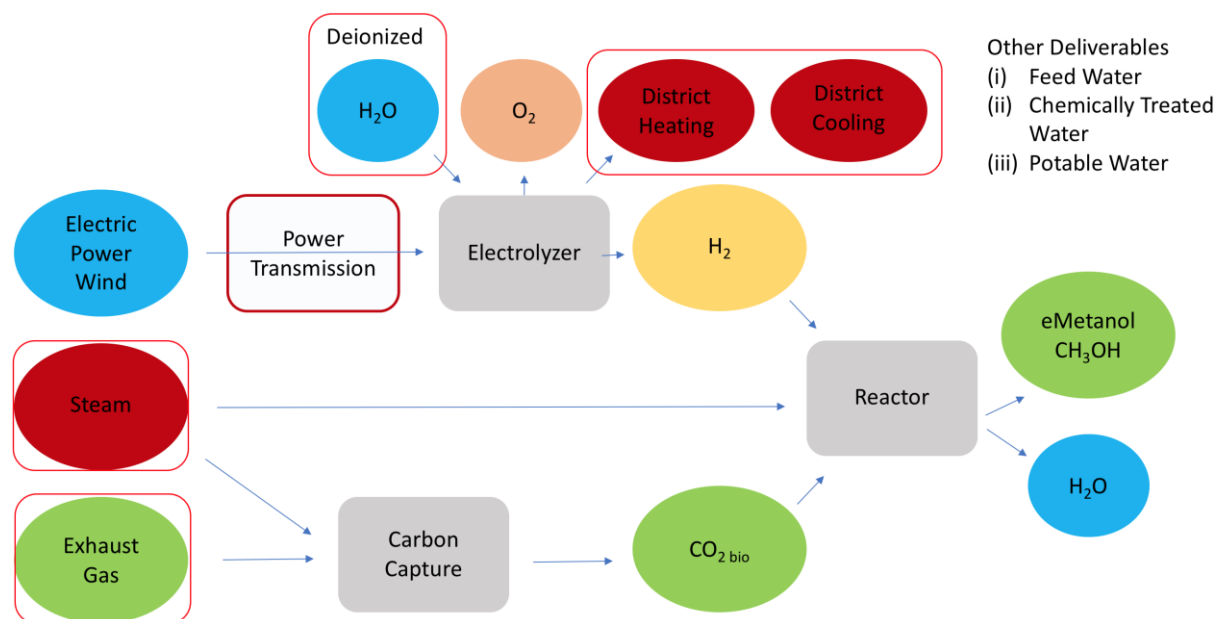 Deionized
H₂O
O₂
District
Heating
District
Cooling
Other Deliverables
(i) Feed Water
(ii) Chemically Treated
Water
(iii) Potable Water
Electric
Power
Wind
Power
Transmission
Electrolyzer
H₂
eMetanol
CH₃OH
Steam
Reactor
H₂O
Exhaust
Gas
Carbon
Capture
CO₂ bio